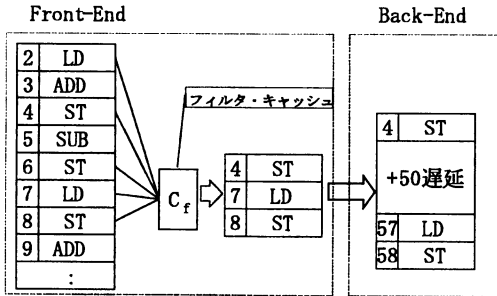 Front-End
Back-End
2 LD
3 ADD
4 ST
5 SUB
6 ST
7 LD
8 ST
9 ADD
:
フィルタ・キャッシュ
Cf
4 ST
7 LD
8 ST
4 ST
+50遅延
57 LD
58 ST